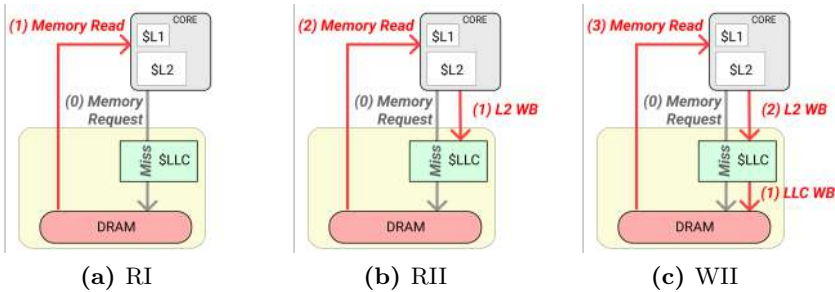 (1) Memory Read
CORE
$L1
$L2
(0) Memory
Request
Miss
$LLC
DRAM
(a) RI
(2) Memory Read
CORE
$L1
$L2
(0) Memory
Request
(1) L2 WB
Miss
$LLC
DRAM
(b) RII
(3) Memory Read
CORE
$L1
$L2
(0) Memory
Request
(2) L2 WB
Miss
$LLC
(1) LLC WB
DRAM
(c) WII